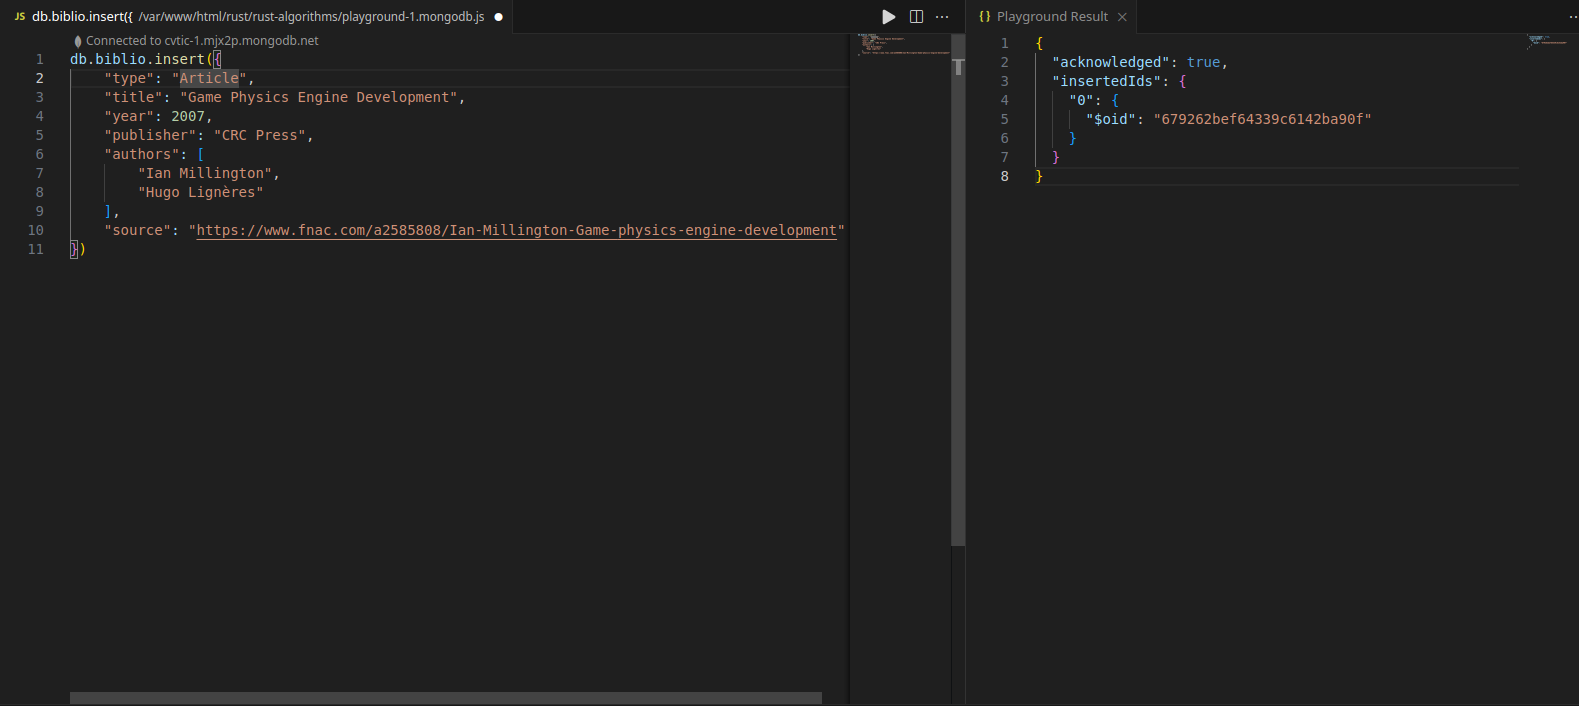 JS db.biblio.insert({ /var/www/html/rust/rust-algorithms/playground-1.mongodb.js
Connected to cvtic-1.mjx2p.mongodb.net
1 db.biblio.insert({
2 "type": "Article",
3 "title": "Game Physics Engine Development",
4 "year": 2007,
5 "publisher": "CRC Press",
6 "authors": [
7 "Ian Millington",
8 "Hugo Lignères"
9 ],
10 "source": "https://www.fnac.com/a2585808/Ian-Millington-Game-physics-engine-development"
11 })
{} Playground Result
1 {
2 "acknowledged": true,
3 "insertedIds": {
4 "0": {
5 "$oid": "679262bef64339c6142ba90f"
6 }
7 }
8 }